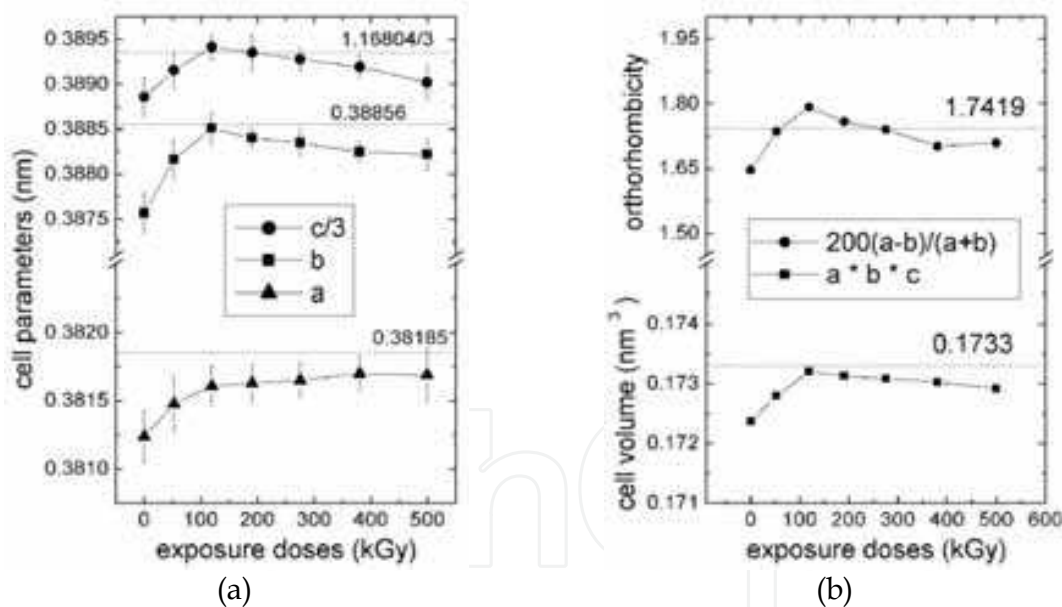 0.3895
0.3890
0.3885
0.3880
0.3875
0.3820
0.3815
0.3810
cell parameters (nm)
1.16804/3
0.38856
c/3
b
a
0.38185
0 100 200 300 400 500
exposure doses (kGy)
(a)
1.95
1.80
1.65
1.50
orthorhombicity
1.7419
200(a-b)/(a+b)
a * b * c
0.174
0.173
0.172
0.171
cell volume (nm³)
0.1733
0 100 200 300 400 500 600
exposure doses (kGy)
(b)